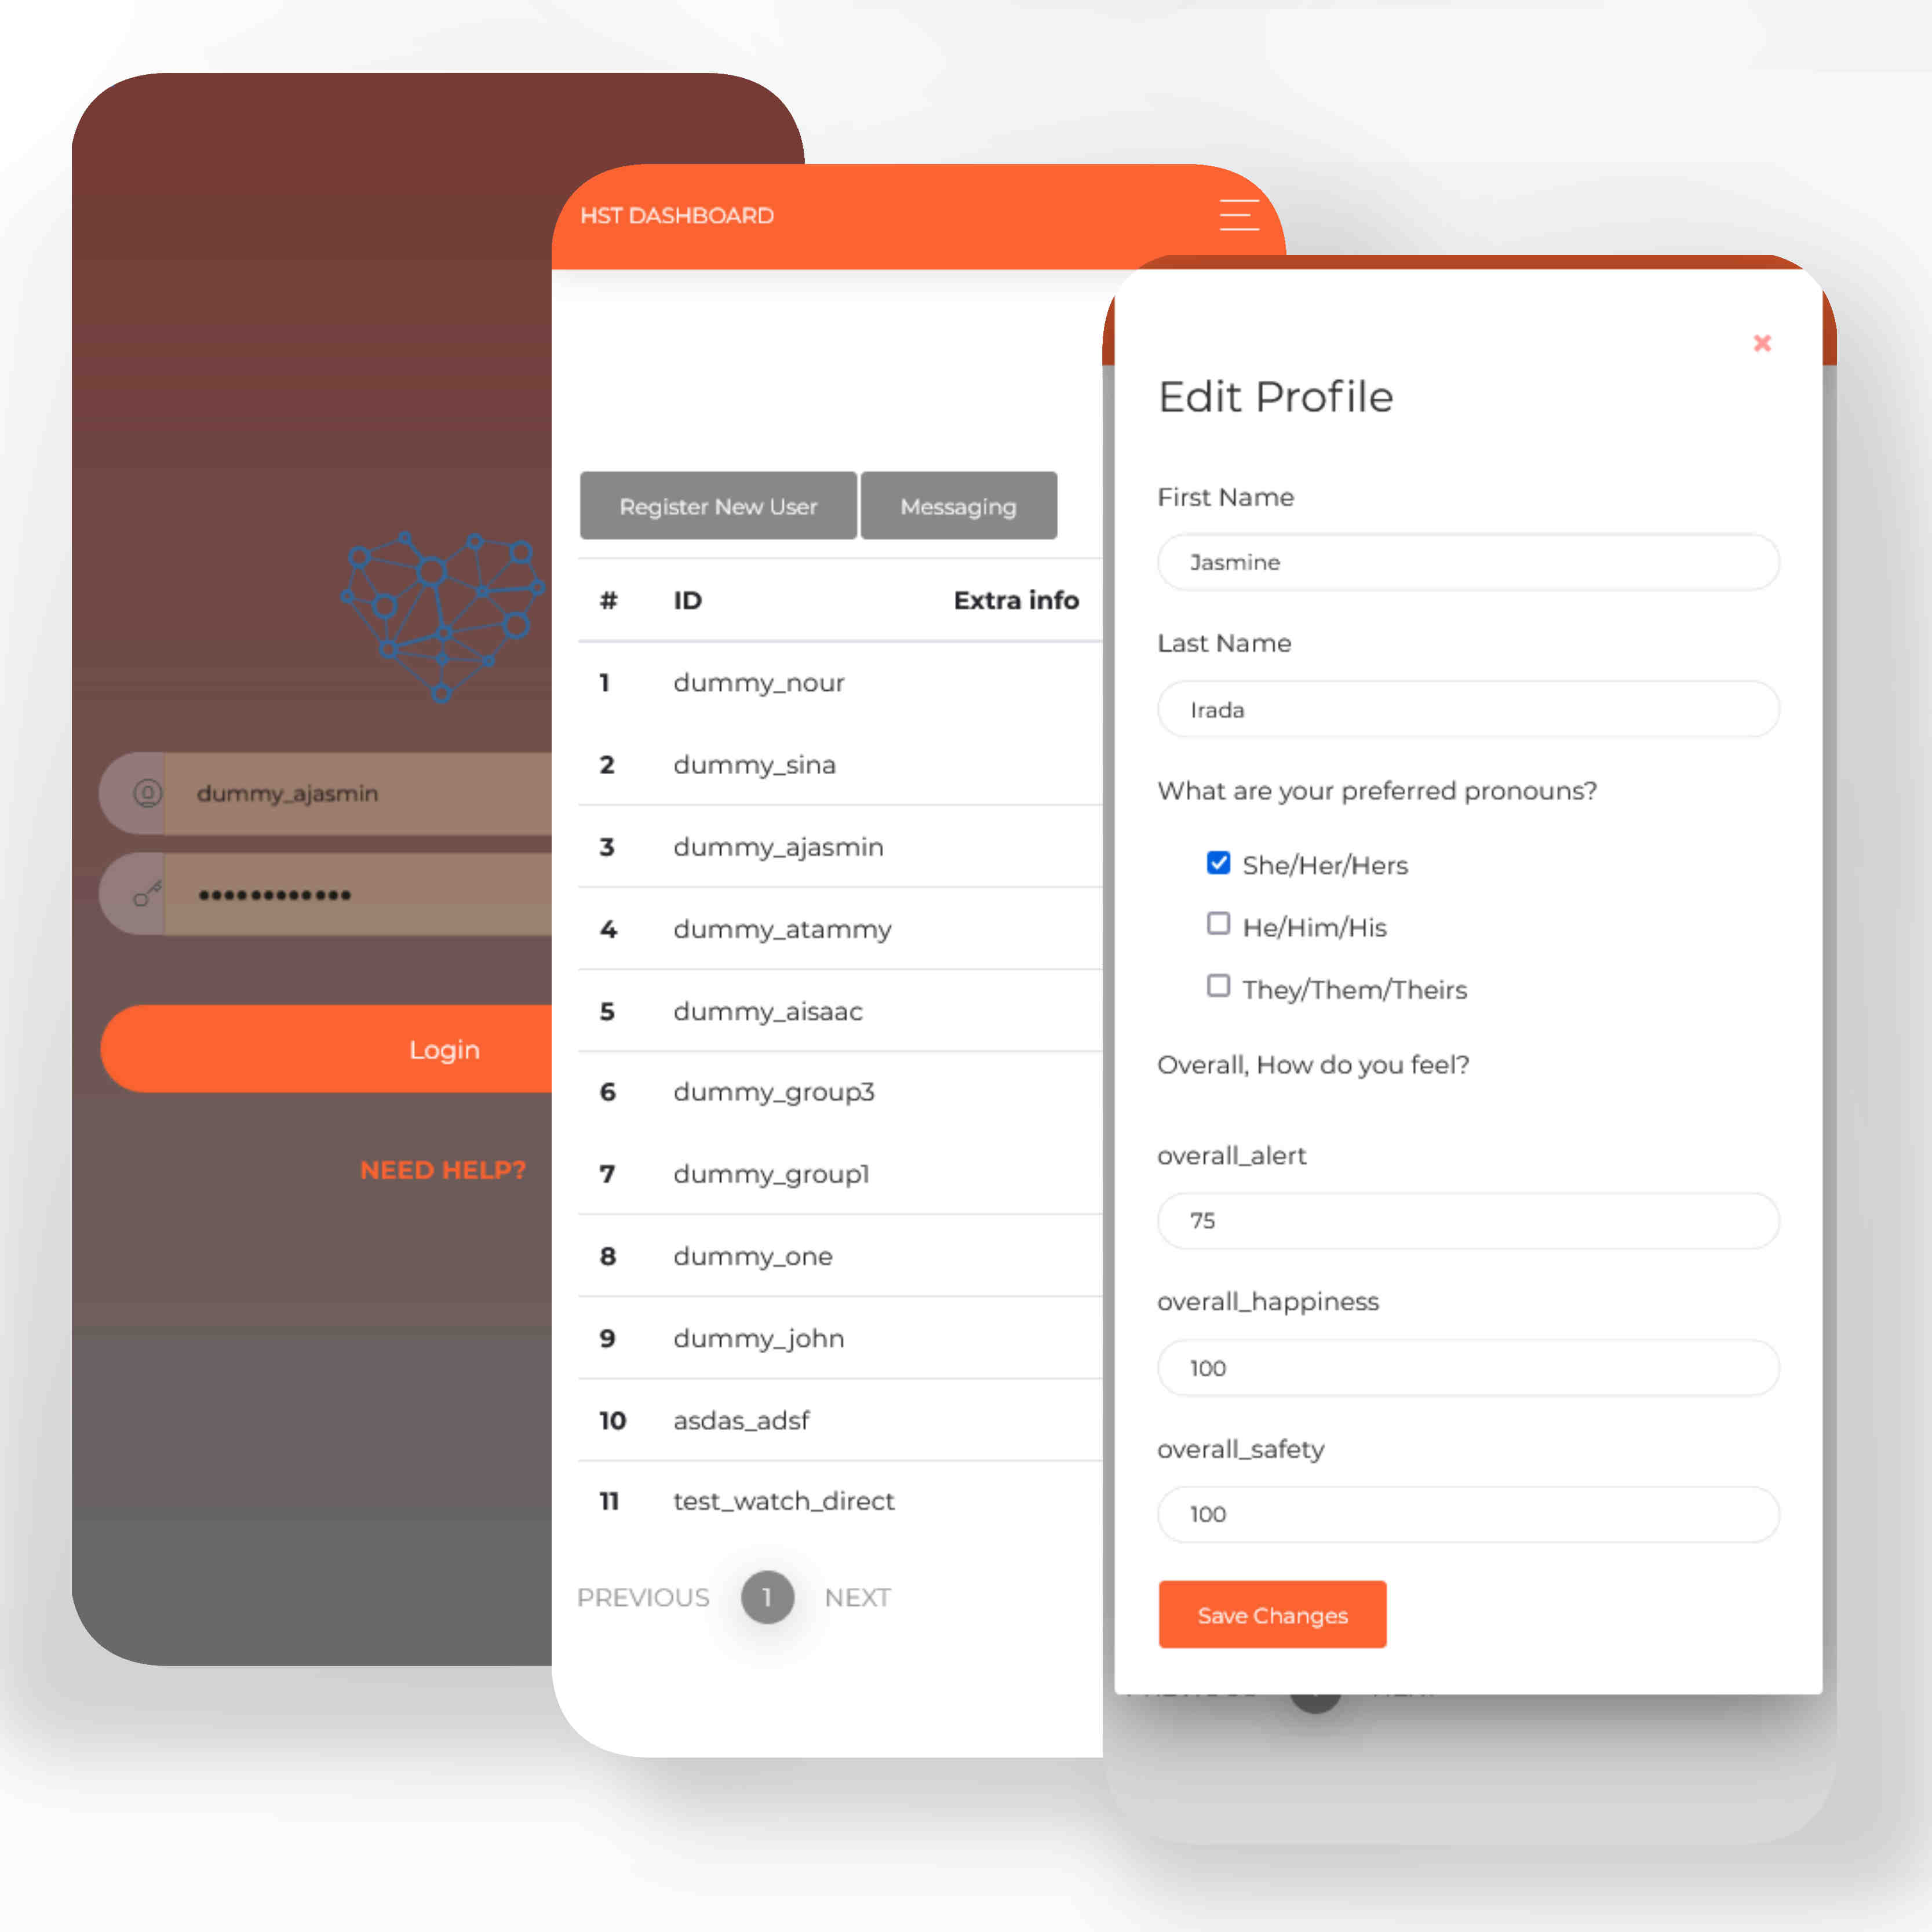 dummy_ajasmin
••••••••••••
Login
NEED HELP?
HST DASHBOARD
Register New User Messaging
# ID Extra info
1 dummy_nour
2 dummy_sina
3 dummy_ajasmin
4 dummy_atammy
5 dummy_aisaac
6 dummy_group3
7 dummy_group1
8 dummy_one
9 dummy_john
10 asdas_adsf
11 test_watch_direct
PREVIOUS 1 NEXT
Edit Profile
First Name
Jasmine
Last Name
Irada
What are your preferred pronouns?
She/Her/Hers
He/Him/His
They/Them/Theirs
Overall, How do you feel?
overall_alert
75
overall_happiness
100
overall_safety
100
Save Changes